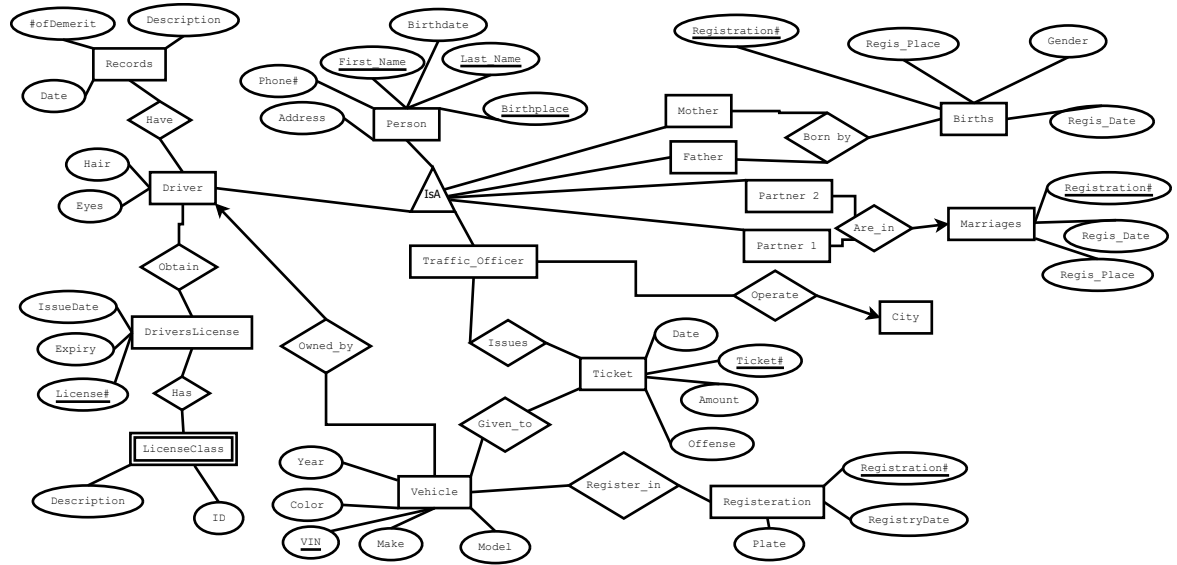 #ofDemerit
Description
Records
Date
Have
Birthdate
First_Name
Last_Name
Phone#
Birthplace
Address
Person
Registration#
Regis_Place
Gender
Mother
Born by
Births
Regis_Date
Father
Hair
Driver
Eyes
IsA
Partner 2
Registration#
Are_in
Marriages
Regis_Date
Partner 1
Regis_Place
Traffic_Officer
Obtain
Operate
City
IssueDate
DriversLicense
Expiry
License#
Owned_by
Issues
Date
Ticket#
Ticket
Amount
Has
Given_to
Offense
LicenseClass
Description
ID
Year
Color
VIN
Make
Model
Vehicle
Register_in
Registeration
Registration#
RegistryDate
Plate